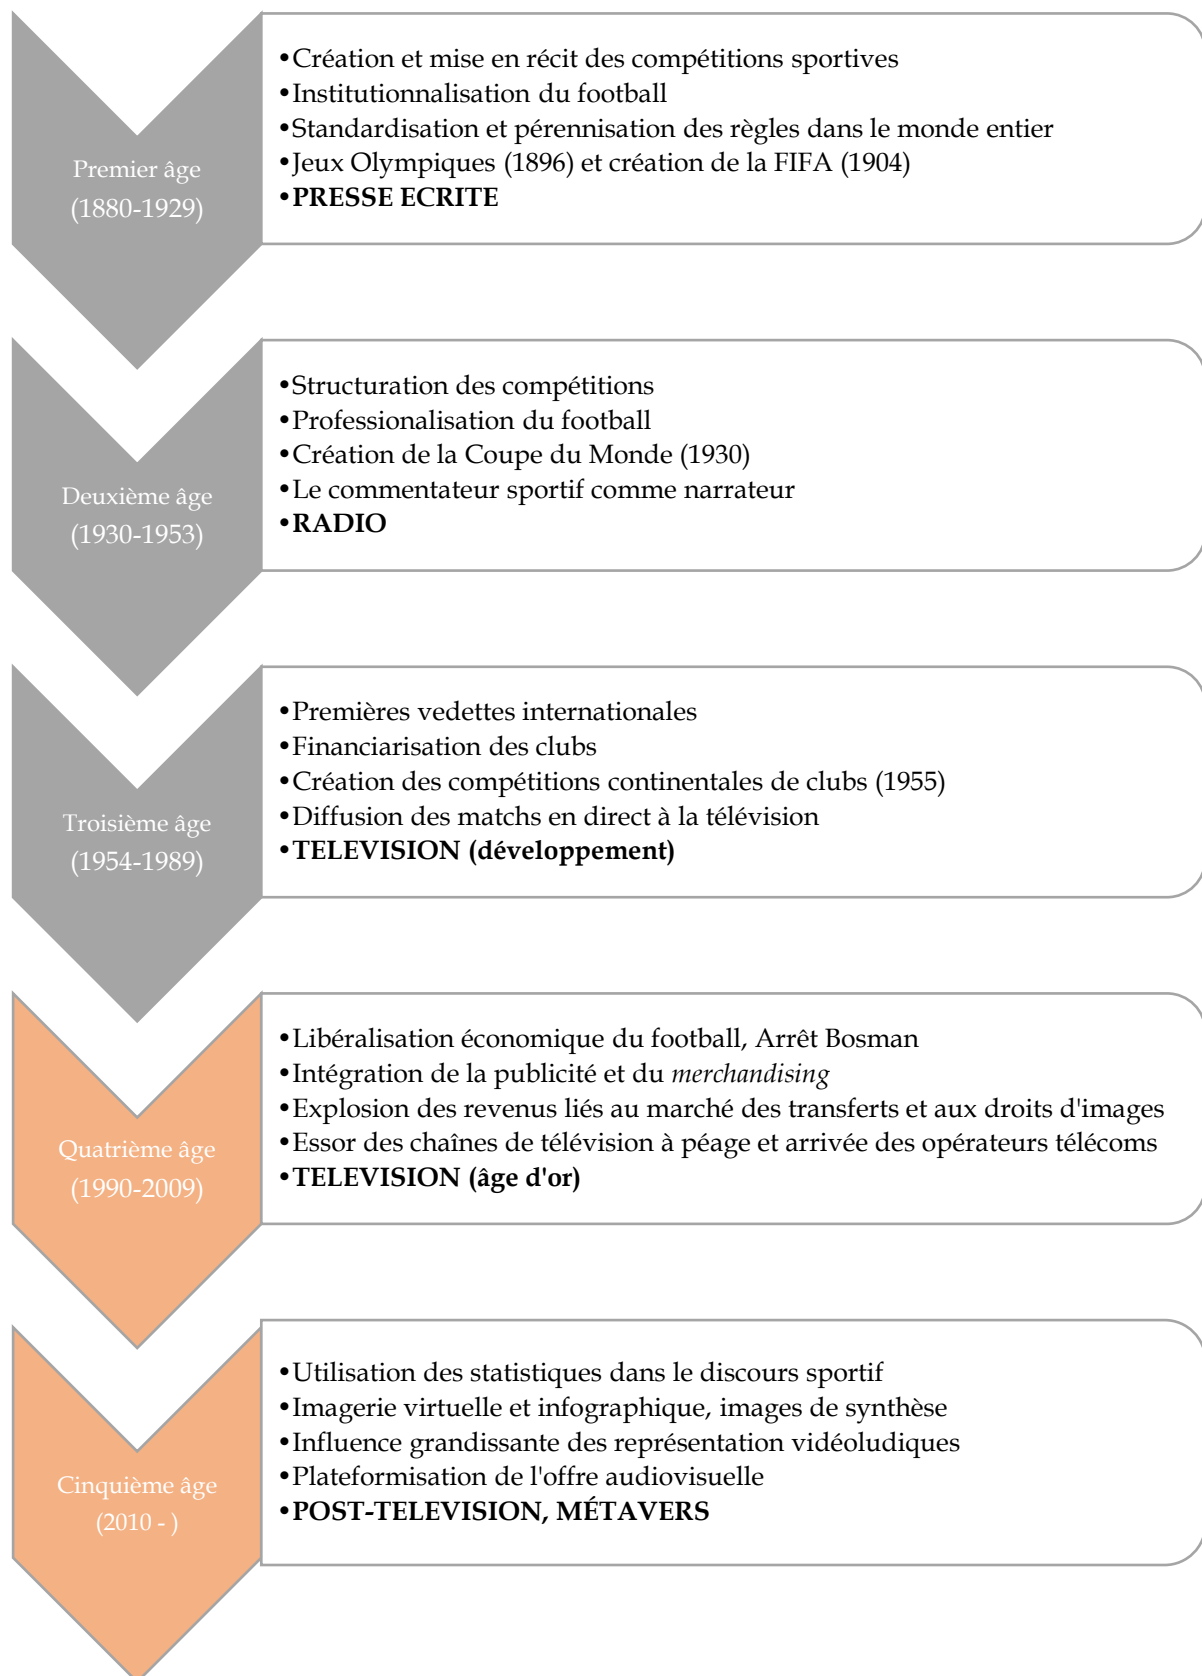 Premier âge
(1880-1929)
•Création et mise en récit des compétitions sportives
•Institutionnalisation du football
•Standardisation et pérennisation des règles dans le monde entier
•Jeux Olympiques (1896) et création de la FIFA (1904)
•PRESSE ECRITE
Deuxième âge
(1930-1953)
•Structuration des compétitions
•Professionalisation du football
•Création de la Coupe du Monde (1930)
•Le commentateur sportif comme narrateur
•RADIO
Troisième âge
(1954-1989)
•Premières vedettes internationales
•Financiarisation des clubs
•Création des compétitions continentales de clubs (1955)
•Diffusion des matchs en direct à la télévision
•TELEVISION (développement)
Quatrième âge
(1990-2009)
•Libéralisation économique du football, Arrêt Bosman
•Intégration de la publicité et du merchandising
•Explosion des revenus liés au marché des transferts et aux droits d'images
•Essor des chaînes de télévision à péage et arrivée des opérateurs télécoms
•TELEVISION (âge d'or)
Cinquième âge
(2010 - )
•Utilisation des statistiques dans le discours sportif
•Imagerie virtuelle et infographique, images de synthèse
•Influence grandissante des représentation vidéoludiques
•Plateformisation de l'offre audiovisuelle
•POST-TELEVISION, MÉTAVERS